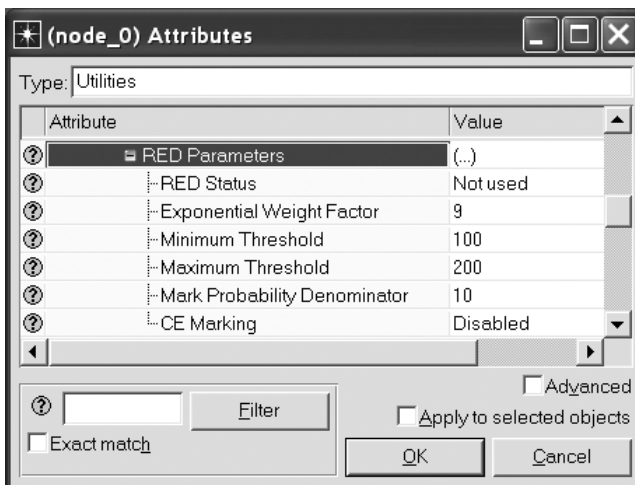 (node_0) Attributes
Type: Utilities
Attribute Value
RED Parameters (...)
RED Status Not used
Exponential Weight Factor 9
Minimum Threshold 100
Maximum Threshold 200
Mark Probability Denominator 10
CE Marking Disabled
Advanced
Filter
Apply to selected objects
Exact match
OK Cancel